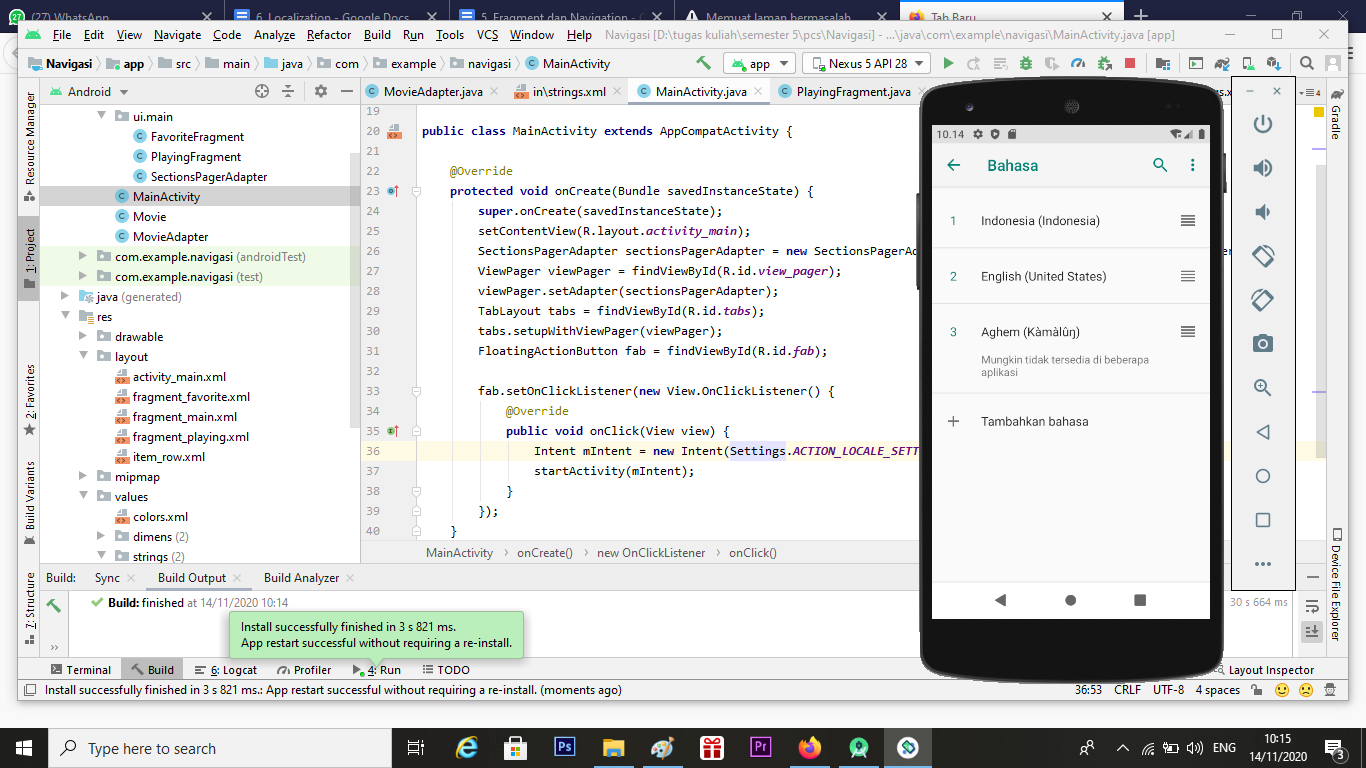 (27) WhatsApp
6. Localization - Google Docs
5. Fragment dan Navigation - G
Memuat laman bermasalah
Tab Baru
File Edit View Navigate Code Analyze Refactor Build Run Tools VCS Window Help Navigasi [D:\tugas kuliah\semester 5\pcs\Navigasi] - ...\java\com\example\navigasi\MainActivity.java [app]
Navigasi app src main java com example navigasi MainActivity
app
Nexus 5 API 28
Android
MovieAdapter.java
in\strings.xml
MainActivity.java
PlayingFragment.java
s.xml
4
Resource Manager
1: Project
2: Favorites
Build Variants
7: Structure
ui.main
FavoriteFragment
PlayingFragment
SectionsPagerAdapter
MainActivity
Movie
MovieAdapter
com.example.navigasi (androidTest)
com.example.navigasi (test)
java (generated)
res
drawable
layout
activity_main.xml
fragment_favorite.xml
fragment_main.xml
fragment_playing.xml
item_row.xml
mipmap
values
colors.xml
dimens (2)
strings (2)
19
20 public class MainActivity extends AppCompatActivity {
21
22 @Override
23 protected void onCreate(Bundle savedInstanceState) {
24 super.onCreate(savedInstanceState);
25 setContentView(R.layout.activity_main);
26 SectionsPagerAdapter sectionsPagerAdapter = new SectionsPagerAd
27 ViewPager viewPager = findViewById(R.id.view_pager);
28 viewPager.setAdapter(sectionsPagerAdapter);
29 TabLayout tabs = findViewById(R.id.tabs);
30 tabs.setupWithViewPager(viewPager);
31 FloatingActionButton fab = findViewById(R.id.fab);
32
33 fab.setOnClickListener(new View.OnClickListener() {
34 @Override
35 public void onClick(View view) {
36 Intent mIntent = new Intent(Settings.ACTION_LOCALE_SETT
37 startActivity(mIntent);
38 }
39 });
40 }
MainActivity onCreate() new OnClickListener onClick()
10.14
Bahasa
1 Indonesia (Indonesia)
2 English (United States)
3 Aghem (Kàmàlûŋ)
Mungkin tidak tersedia di beberapa
aplikasi
Tambahkan bahasa
Gradle
Device File Explorer
Build: Sync Build Output Build Analyzer
Build: finished at 14/11/2020 10:14
30 s 664 ms
Install successfully finished in 3 s 821 ms.
App restart successful without requiring a re-install.
Terminal Build 6: Logcat Profiler 4: Run TODO
Layout Inspector
Install successfully finished in 3 s 821 ms.: App restart successful without requiring a re-install. (moments ago)
36:53 CRLF UTF-8 4 spaces
Type here to search
Ps
Pr
ENG
10:15
14/11/2020
3